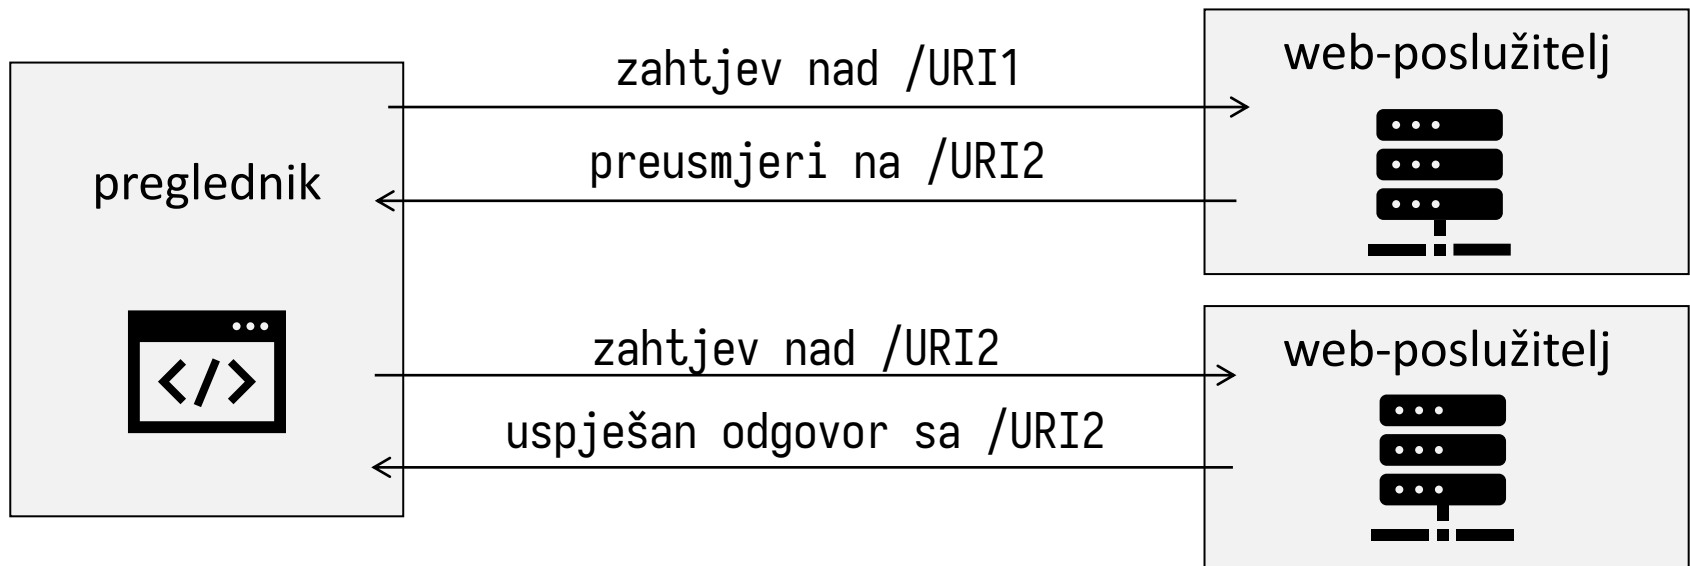 zahtjev nad /URI1
web-poslužitelj
preusmjeri na /URI2
preglednik
zahtjev nad /URI2
web-poslužitelj
uspješan odgovor sa /URI2